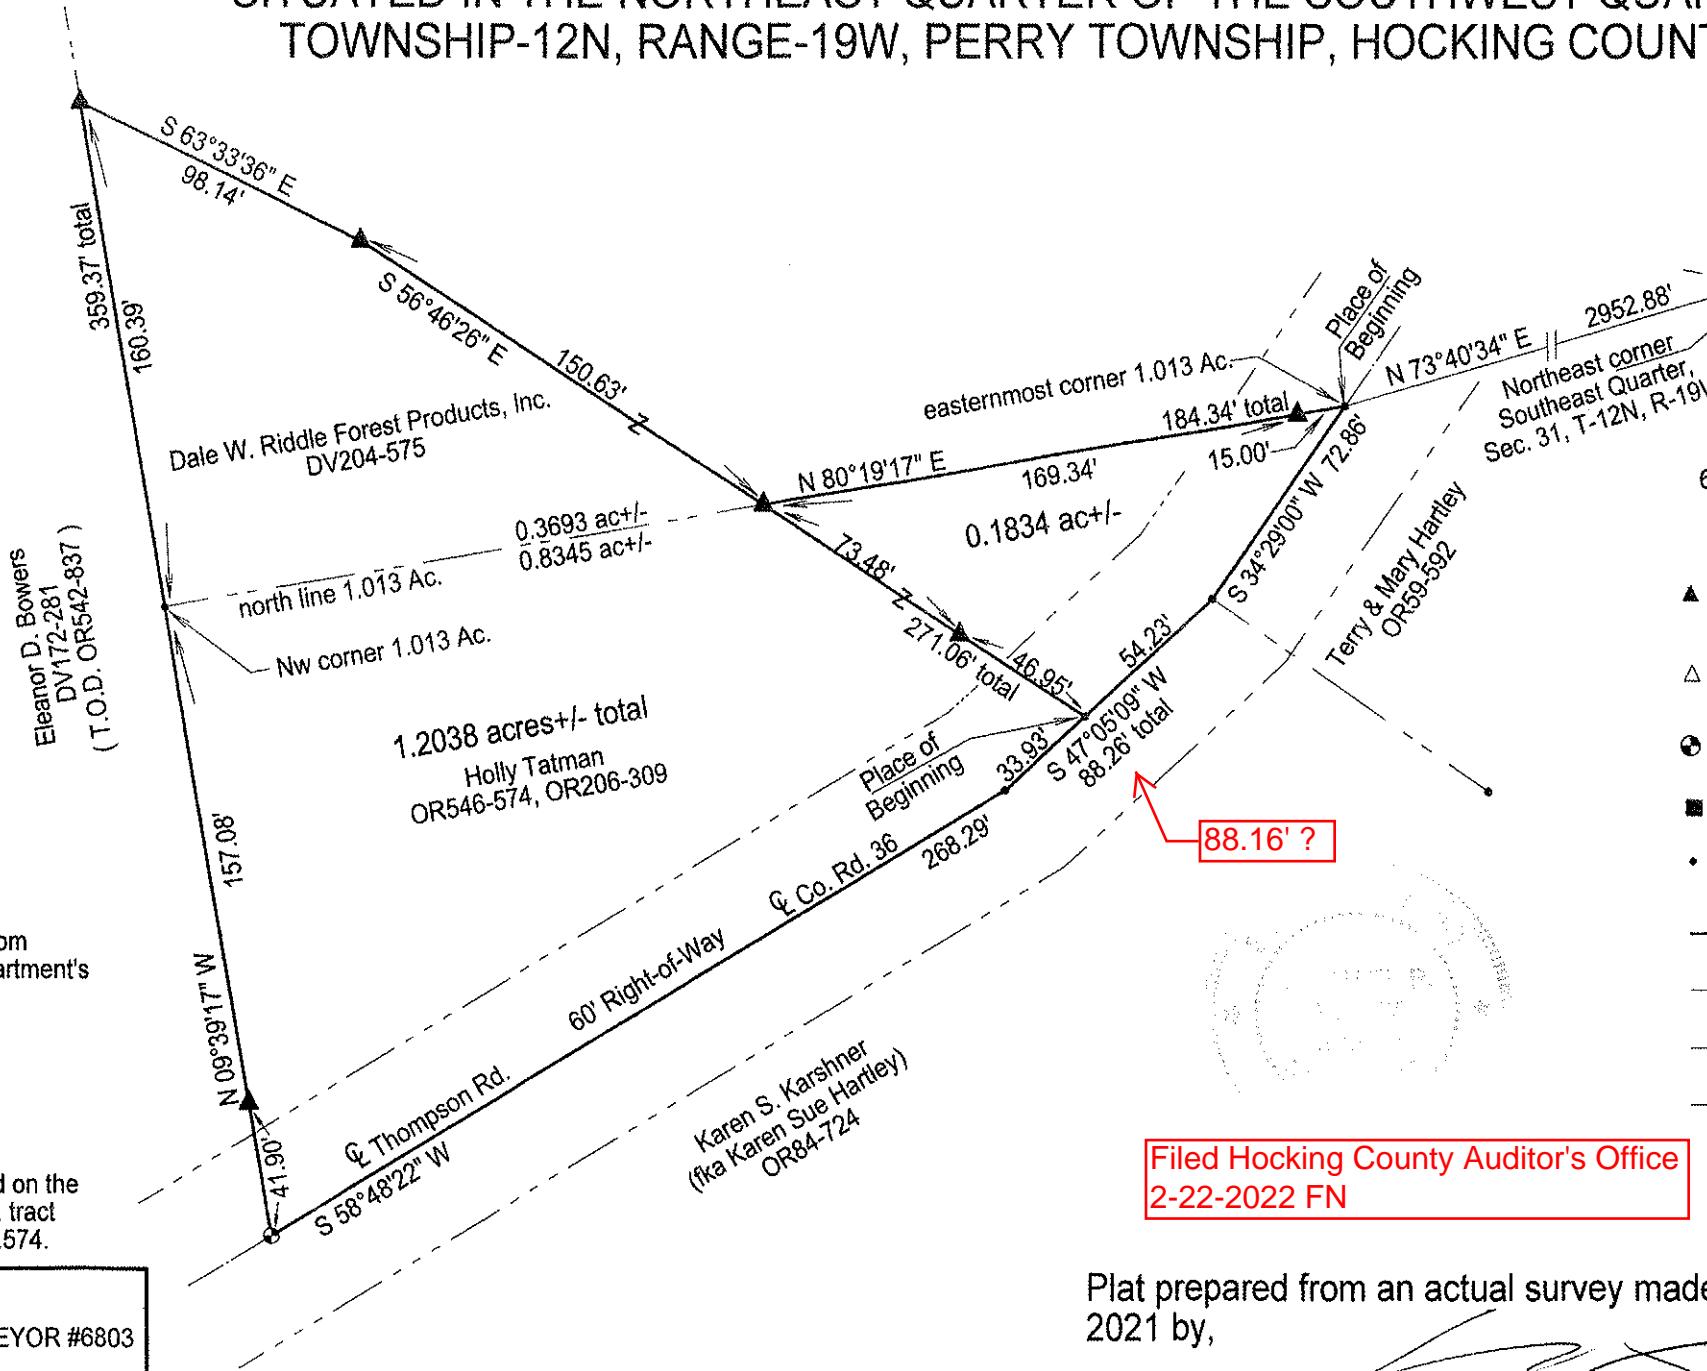 TOWNSHIP-12N, RANGE-19W, PERRY TOWNSHIP, HOCKING COUNT
S 63°33'36" E
98.14'
359.37' total
160.39'
S 56°46'26" E
150.63'
Z
Dale W. Riddle Forest Products, Inc.
DV204-575
Place of
Beginning
2952.88'
N 73°40'34" E
Northeast corner
Southeast Quarter,
Sec. 31, T-12N, R-19W
easternmost corner 1.013 Ac.
184.34' total
15.00'
N 80°19'17" E
169.34'
0.1834 ac+/-
S 34°29'00" W 72.86'
Terry & Mary Hartley
OR59-592
0.3693 ac+/-
0.8345 ac+/-
north line 1.013 Ac.
Nw corner 1.013 Ac.
Eleanor D. Bowers
DV172-281
( T.O.D. OR542-837 )
73.48'
Z
271.06' total
46.95'
54.23'
S 47°05'09" W
88.26' total
33.93'
1.2038 acres+/- total
Holly Tatman
OR546-574, OR206-309
Place of
Beginning
88.16' ?
268.29'
℄ Co. Rd. 36
60' Right-of-Way
℄ Thompson Rd.
S 58°48'22" W
157.08'
N 09°39'17" W
41.90'
Karen S. Karshner
(fka Karen Sue Hartley)
OR84-724
om
artment's
d on the
tract
.574.
EYOR #6803
Filed Hocking County Auditor's Office
2-22-2022 FN
Plat prepared from an actual survey made
2021 by,